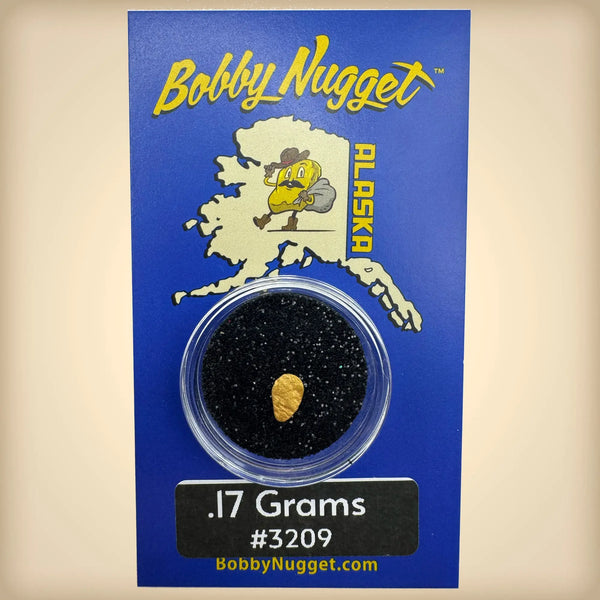 Bobby Nugget™
ALASKA
.17 Grams
#3209
BobbyNugget.com